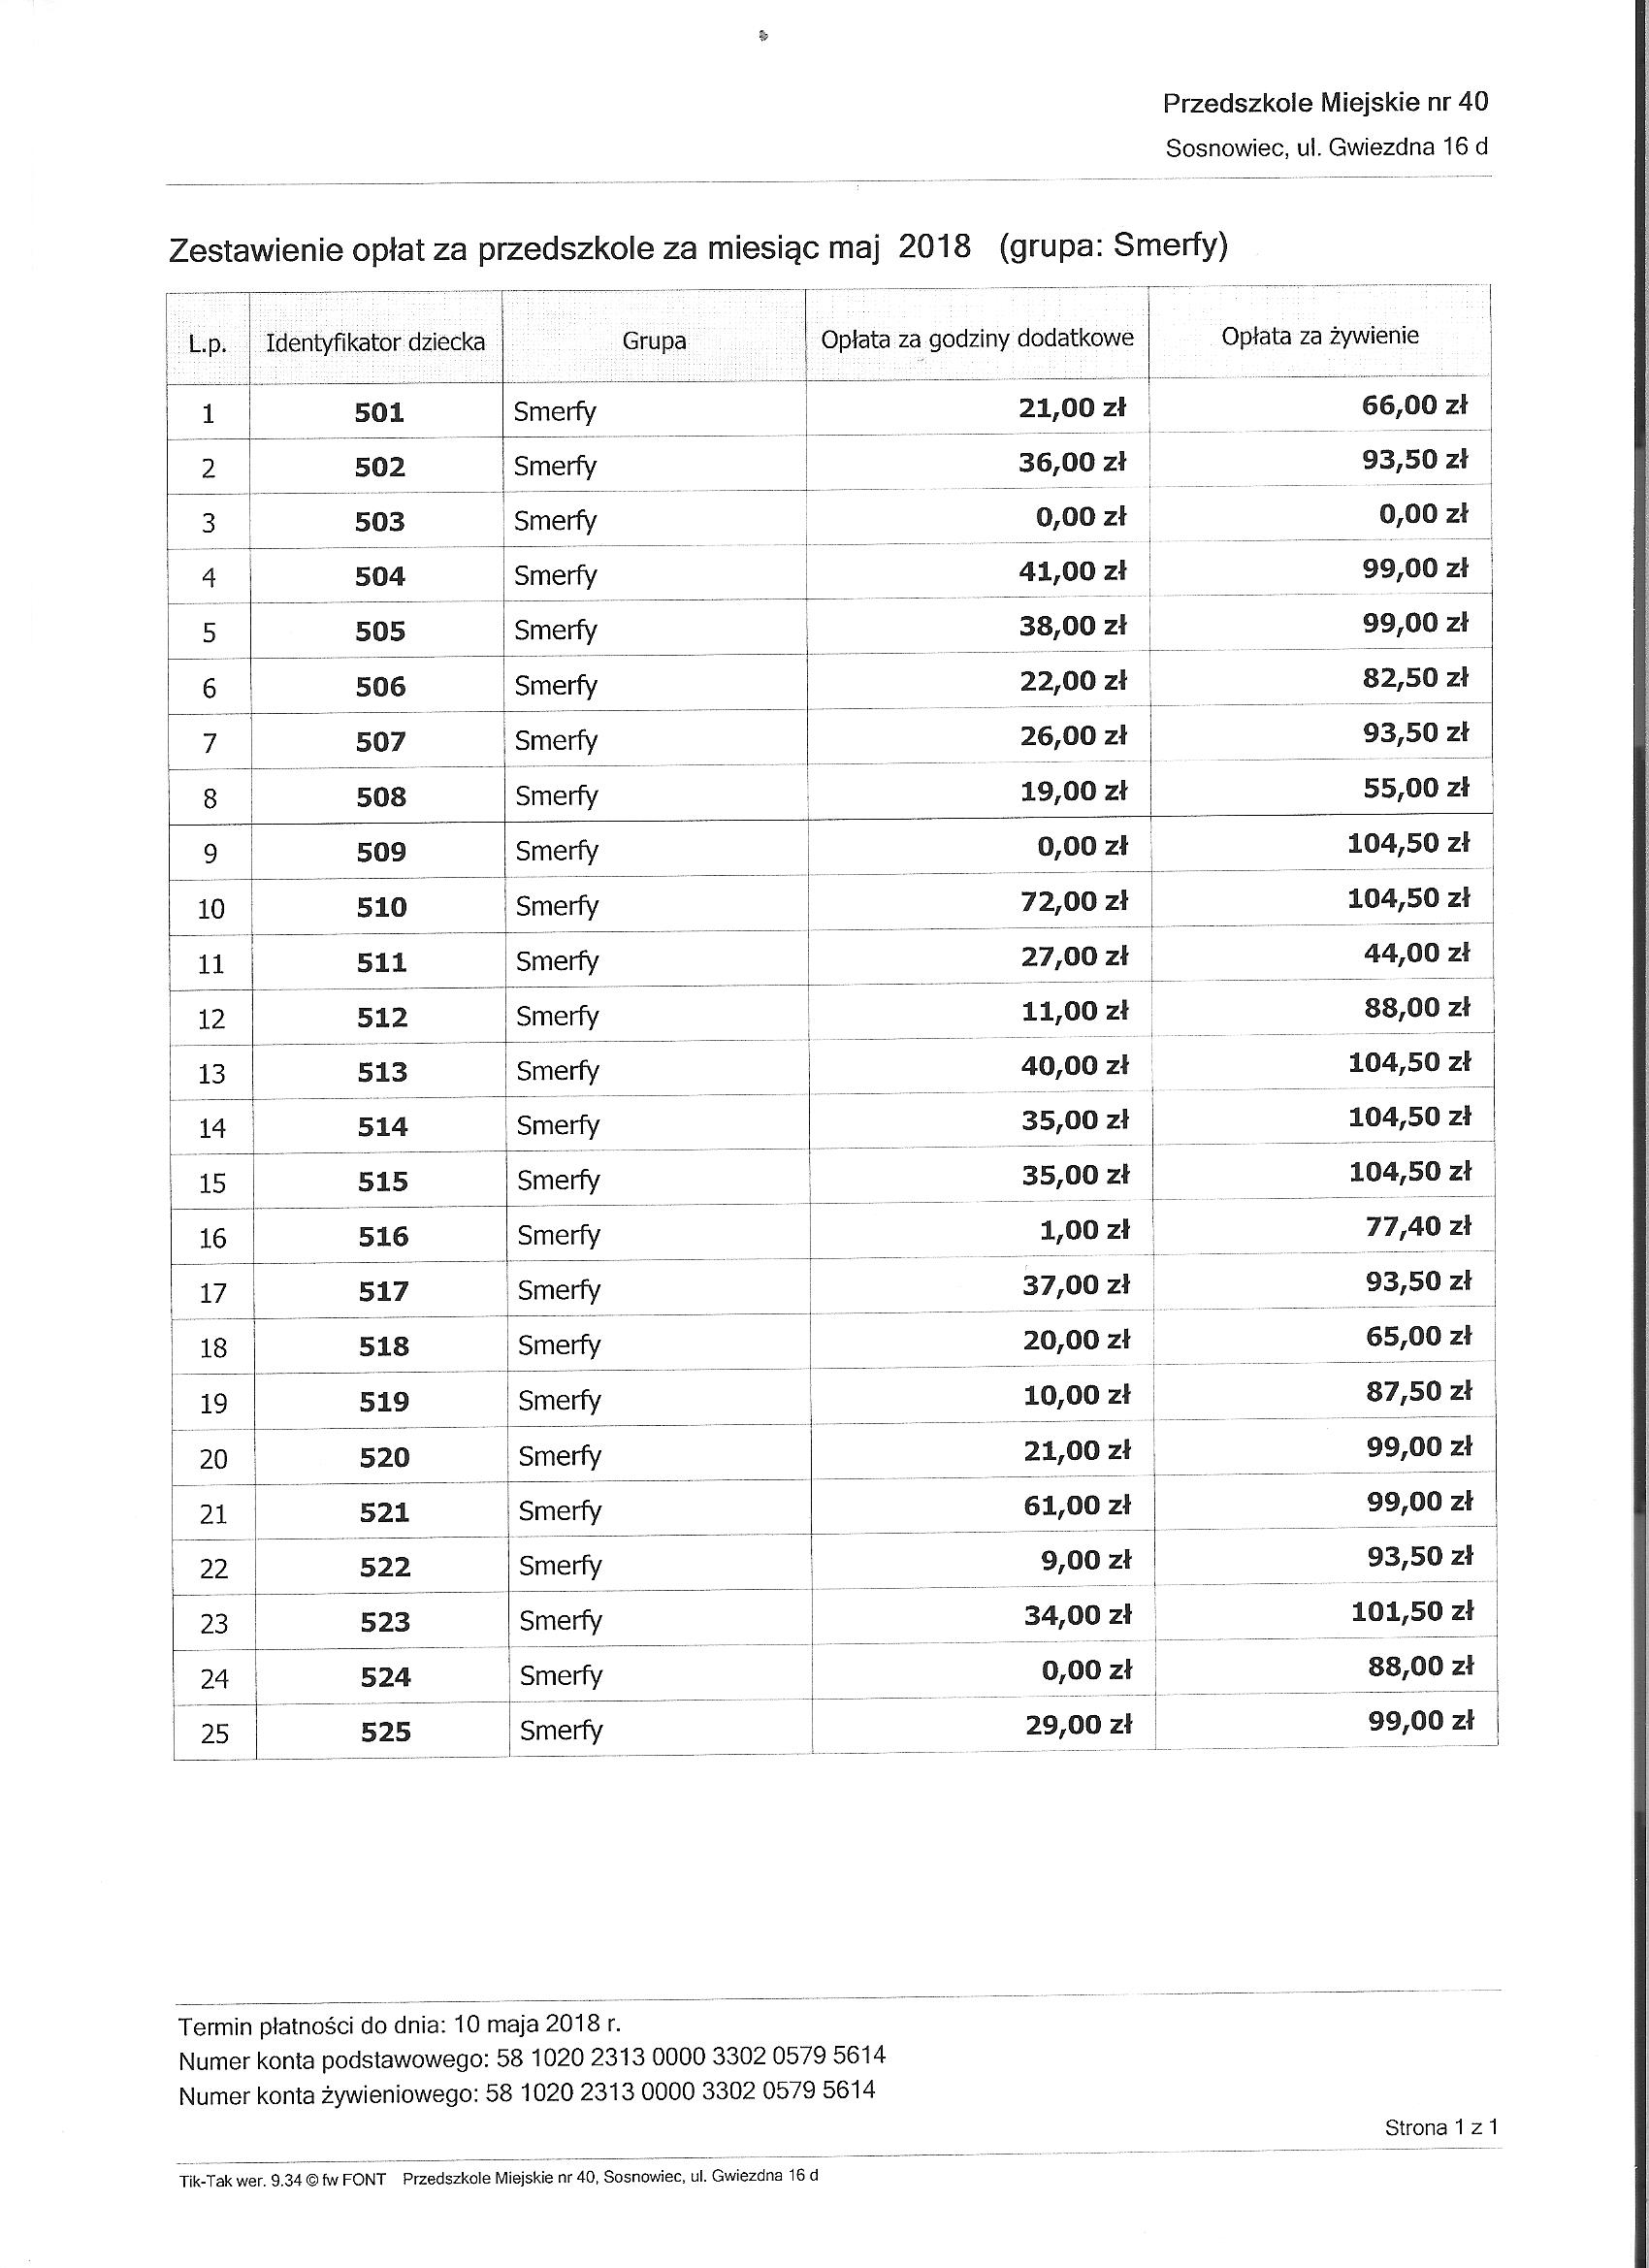 Przedszkole Miejskie nr 40
Sosnowiec, ul. Gwiezdna 16 d
Zestawienie opłat za przedszkole za miesiąc maj 2018 (grupa: Smerfy)
L.p. Identyfikator dziecka Grupa Opłata za godziny dodatkowe Opłata za żywienie
1 501 Smerfy 21,00 zł 66,00 zł
2 502 Smerfy 36,00 zł 93,50 zł
3 503 Smerfy 0,00 zł 0,00 zł
4 504 Smerfy 41,00 zł 99,00 zł
5 505 Smerfy 38,00 zł 99,00 zł
6 506 Smerfy 22,00 zł 82,50 zł
7 507 Smerfy 26,00 zł 93,50 zł
8 508 Smerfy 19,00 zł 55,00 zł
9 509 Smerfy 0,00 zł 104,50 zł
10 510 Smerfy 72,00 zł 104,50 zł
11 511 Smerfy 27,00 zł 44,00 zł
12 512 Smerfy 11,00 zł 88,00 zł
13 513 Smerfy 40,00 zł 104,50 zł
14 514 Smerfy 35,00 zł 104,50 zł
15 515 Smerfy 35,00 zł 104,50 zł
16 516 Smerfy 1,00 zł 77,40 zł
17 517 Smerfy 37,00 zł 93,50 zł
18 518 Smerfy 20,00 zł 65,00 zł
19 519 Smerfy 10,00 zł 87,50 zł
20 520 Smerfy 21,00 zł 99,00 zł
21 521 Smerfy 61,00 zł 99,00 zł
22 522 Smerfy 9,00 zł 93,50 zł
23 523 Smerfy 34,00 zł 101,50 zł
24 524 Smerfy 0,00 zł 88,00 zł
25 525 Smerfy 29,00 zł 99,00 zł
Termin płatności do dnia: 10 maja 2018 r.
Numer konta podstawowego: 58 1020 2313 0000 3302 0579 5614
Numer konta żywieniowego: 58 1020 2313 0000 3302 0579 5614
Strona 1 z 1
Tik-Tak wer. 9.34 © fw FONT Przedszkole Miejskie nr 40, Sosnowiec, ul. Gwiezdna 16 d